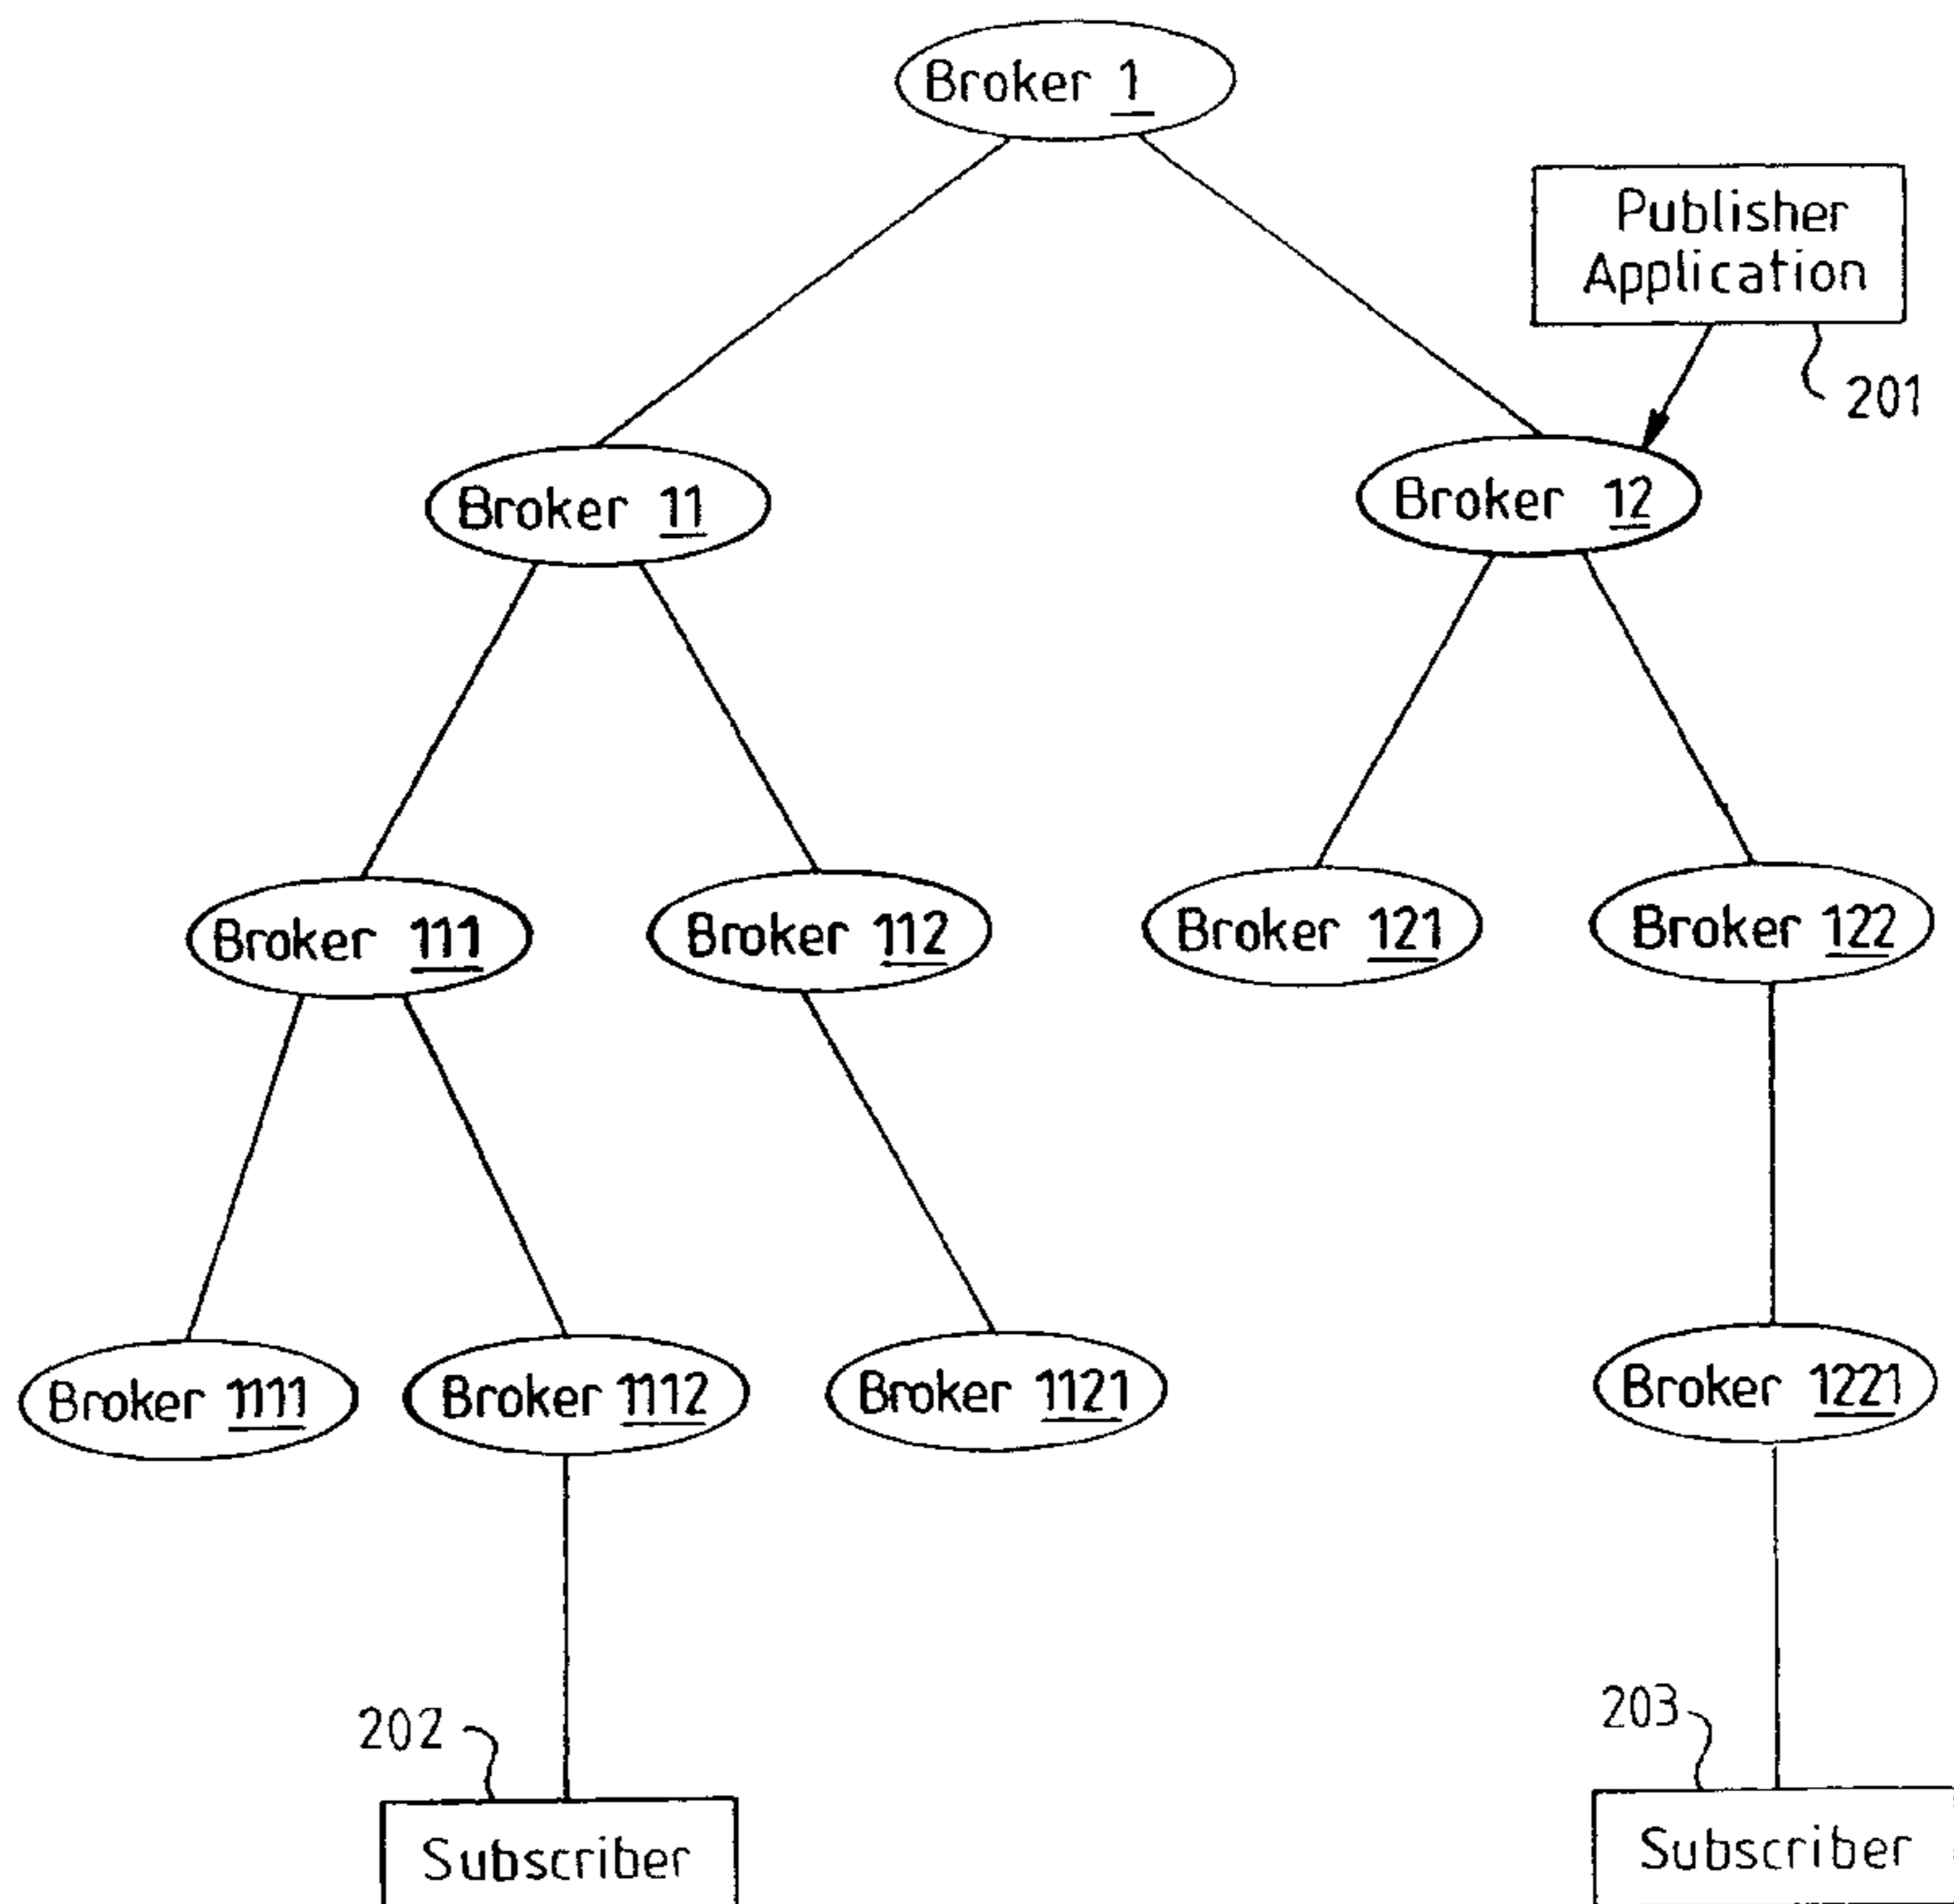 Broker 1
Publisher
Application
201
Broker 11
Broker 12
Broker 111
Broker 112
Broker 121
Broker 122
Broker 1111
Broker 1112
Broker 1121
Broker 1221
202
203
Subscriber
Subscriber